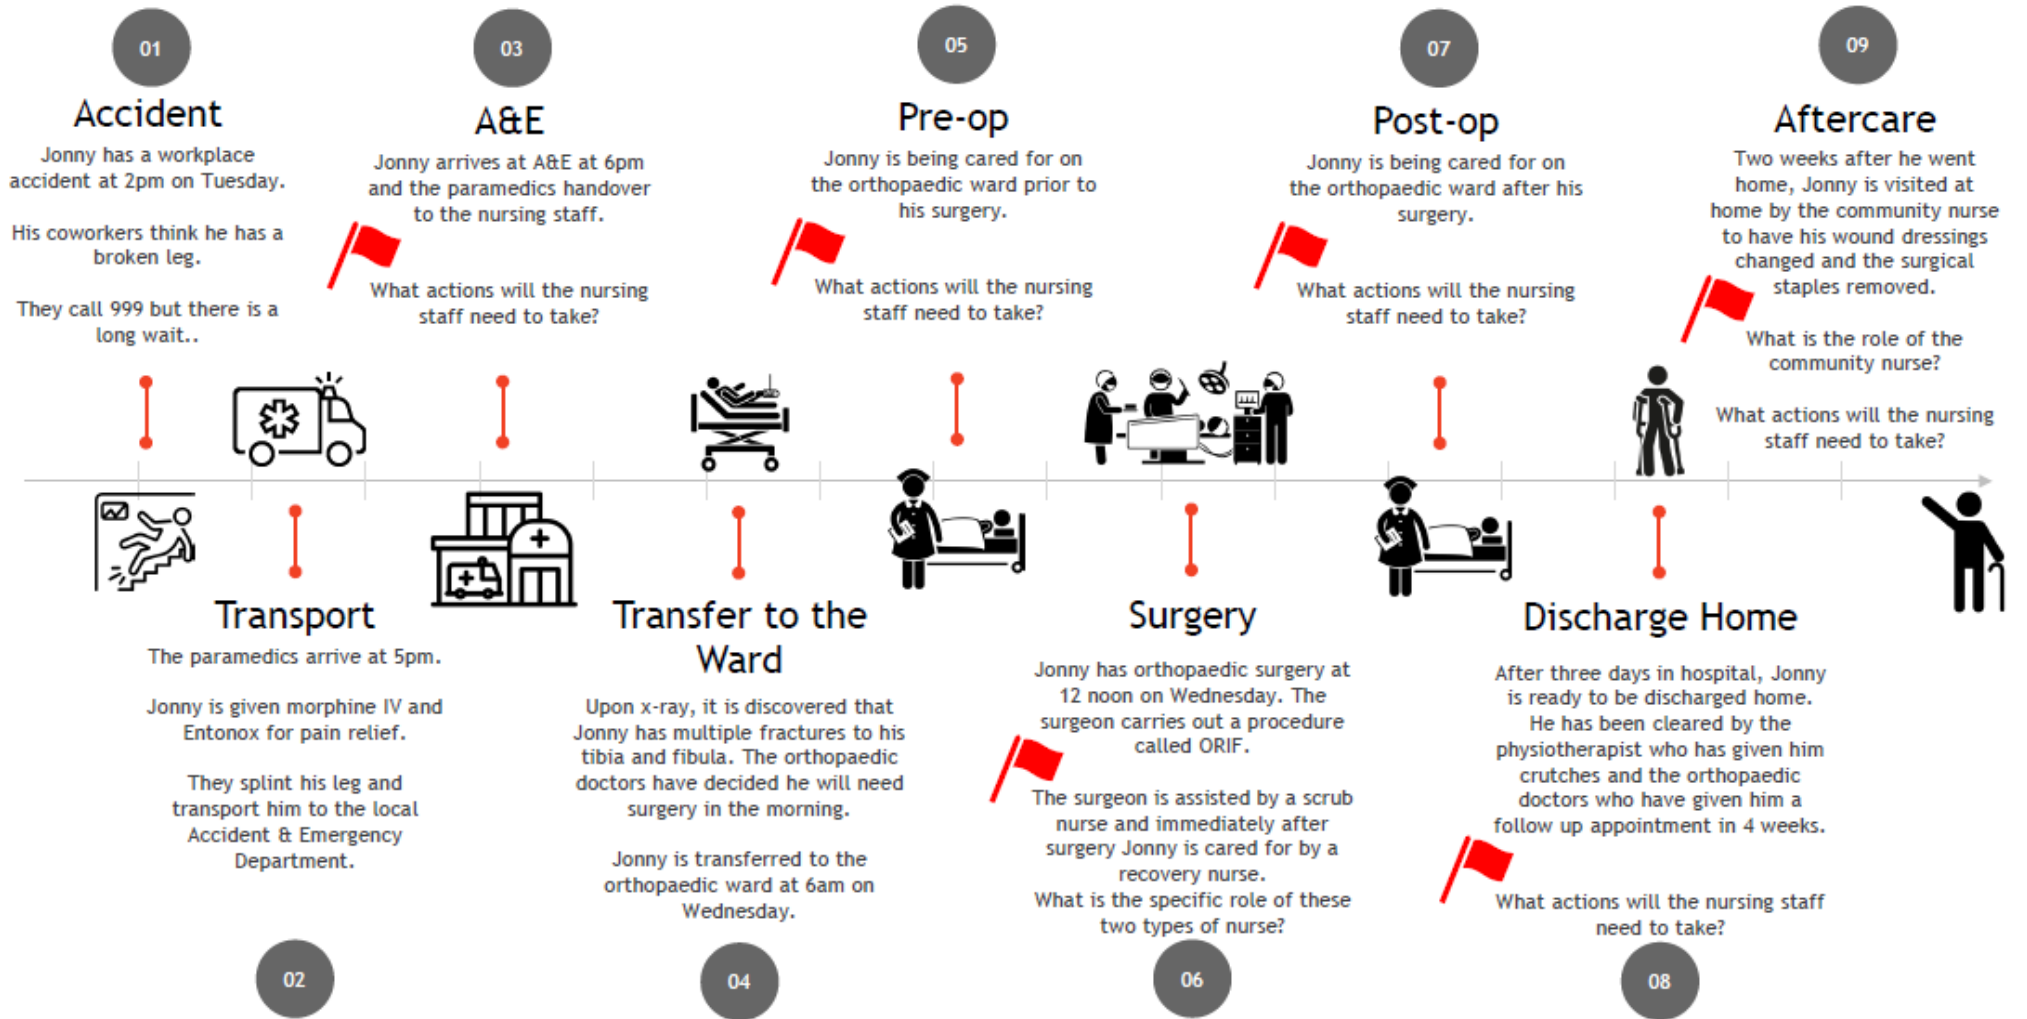 01
Accident
Jonny has a workplace
accident at 2pm on Tuesday.
His coworkers think he has a
broken leg.
They call 999 but there is a
long wait..
Transport
The paramedics arrive at 5pm.
Jonny is given morphine IV and
Entonox for pain relief.
They splint his leg and
transport him to the local
Accident & Emergency
Department.
02
03
A&E
Jonny arrives at A&E at 6pm
and the paramedics handover
to the nursing staff.
What actions will the nursing
staff need to take?
Transfer to the
Ward
Upon x-ray, it is discovered that
Jonny has multiple fractures to his
tibia and fibula. The orthopaedic
doctors have decided he will need
surgery in the morning.
Jonny is transferred to the
orthopaedic ward at 6am on
Wednesday.
04
05
Pre-op
Jonny is being cared for on
the orthopaedic ward prior to
his surgery.
What actions will the nursing
staff need to take?
Surgery
Jonny has orthopaedic surgery at
12 noon on Wednesday. The
surgeon carries out a procedure
called ORIF.
The surgeon is assisted by a scrub
nurse and immediately after
surgery Jonny is cared for by a
recovery nurse.
What is the specific role of these
two types of nurse?
06
07
Post-op
Jonny is being cared for on
the orthopaedic ward after his
surgery.
What actions will the nursing
staff need to take?
Discharge Home
After three days in hospital, Jonny
is ready to be discharged home.
He has been cleared by the
physiotherapist who has given him
crutches and the orthopaedic
doctors who have given him a
follow up appointment in 4 weeks.
What actions will the nursing staff
need to take?
08
09
Aftercare
Two weeks after he went
home, Jonny is visited at
home by the community nurse
to have his wound dressings
changed and the surgical
staples removed.
What is the role of the
community nurse?
What actions will the nursing
staff need to take?